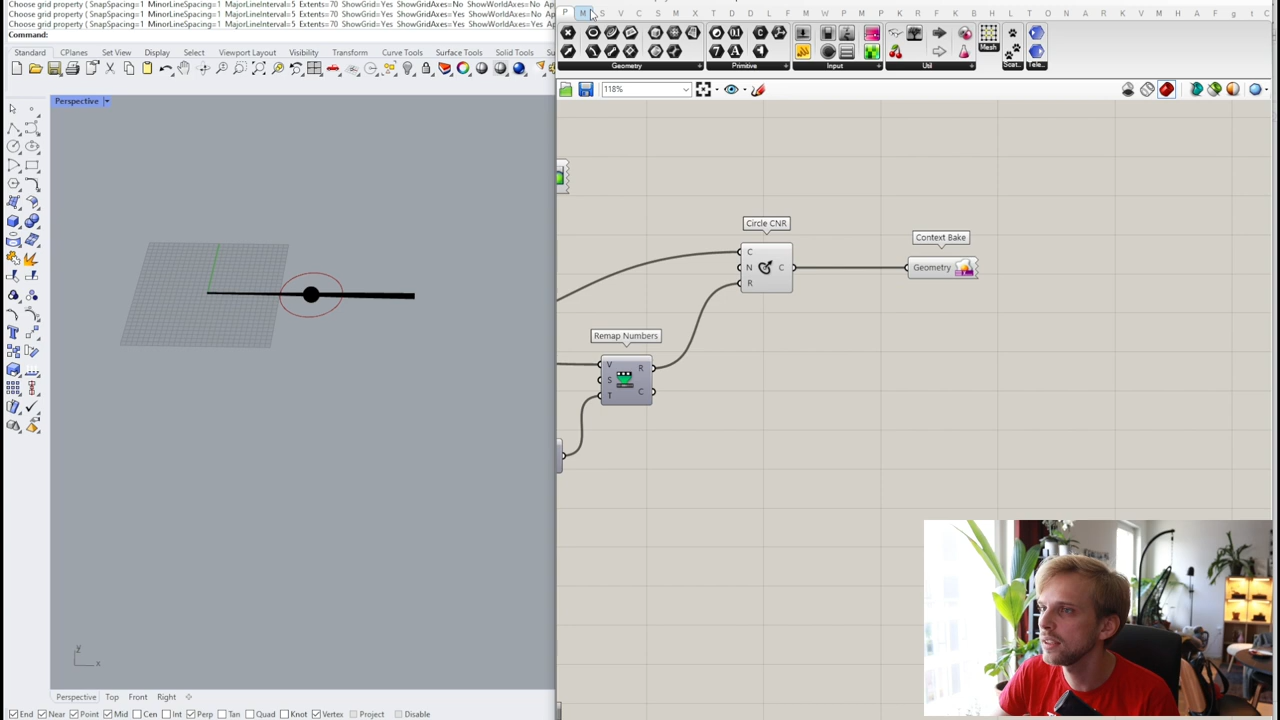 Choose grid property ( SnapSpacing=1 MinorLineSpacing=1 MajorLineInterval=5 Extents=70 ShowGrid=Yes ShowGridAxes=No ShowWorldAxes=No Ap
Choose grid property ( SnapSpacing=1 MinorLineSpacing=1 MajorLineInterval=5 Extents=70 ShowGrid=Yes ShowGridAxes=Yes ShowWorldAxes=No A
Choose grid property ( SnapSpacing=1 MinorLineSpacing=1 MajorLineInterval=5 Extents=70 ShowGrid=Yes ShowGridAxes=Yes ShowWorldAxes=Yes
Command:
Standard CPlanes Set View Display Select Viewport Layout Visibility Transform Curve Tools Surface Tools Solid Tools
P M S V C S M X I K D T D D L F M V M P W E K R F R F H M K B T O N O B V M H M A F g t C
Geometry Primitive Input Util Mesh Scat... Tele...
118%
Perspective
Circle CNR
C N R C
Context Bake
Geometry
Remap Numbers
V S T R C
y x
Perspective Top Front Right
End Near Point Mid Cen Int Perp Tan Quad Knot Vertex Project Disable